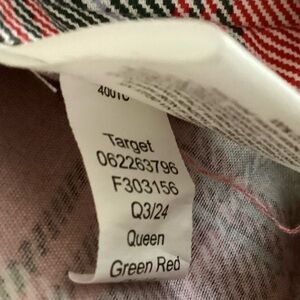 400TC
Target
062263796
F303156
Q3/24
Queen
Green Red